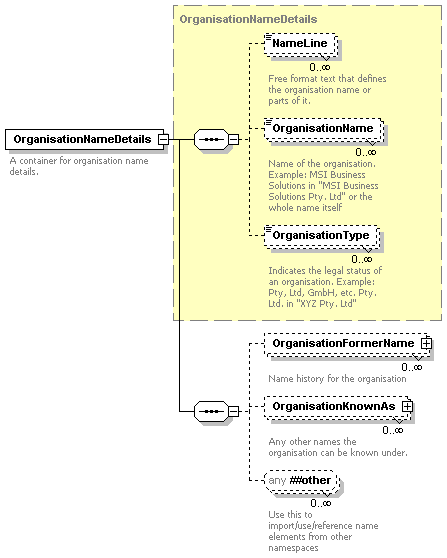 OrganisationNameDetails
NameLine
0..∞
Free format text that defines
the organisation name or
parts of it.
OrganisationName
0..∞
Name of the organisation.
Example: MSI Business
Solutions in "MSI Business
Solutions Pty. Ltd" or the
whole name itself
OrganisationType
0..∞
Indicates the legal status of
an organisation. Example:
Pty, Ltd, GmbH, etc. Pty.
Ltd. in "XYZ Pty. Ltd"
OrganisationNameDetails
A container for organisation name
details.
OrganisationFormerName
0..∞
Name history for the organisation
OrganisationKnownAs
0..∞
Any other names the
organisation can be known under.
any ##other
0..∞
Use this to
import/use/reference name
elements from other
namespaces